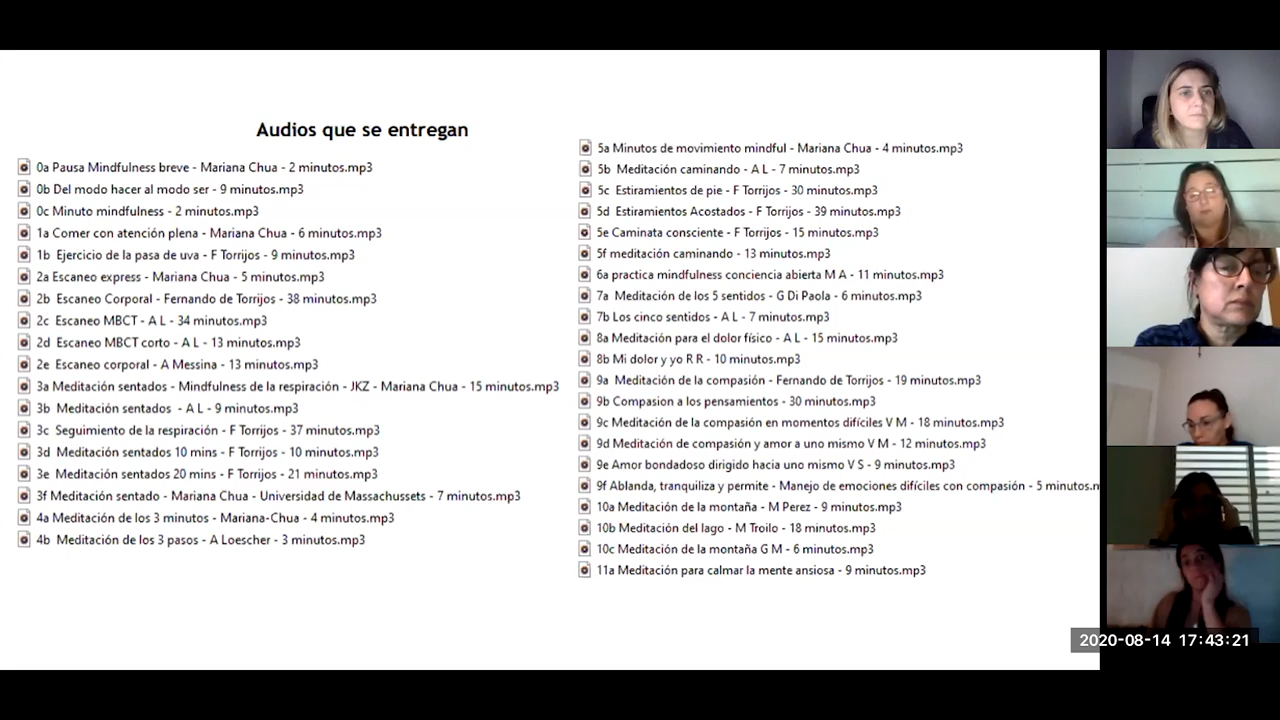 Audios que se entregan
0a Pausa Mindfulness breve - Mariana Chua - 2 minutos.mp3
0b Del modo hacer al modo ser - 9 minutos.mp3
0c Minuto mindfulness - 2 minutos.mp3
1a Comer con atención plena - Mariana Chua - 6 minutos.mp3
1b Ejercicio de la pasa de uva - F Torrijos - 9 minutos.mp3
2a Escaneo express - Mariana Chua - 5 minutos.mp3
2b Escaneo Corporal - Fernando de Torrijos - 38 minutos.mp3
2c Escaneo MBCT - A L - 34 minutos.mp3
2d Escaneo MBCT corto - A L - 13 minutos.mp3
2e Escaneo corporal - A Messina - 13 minutos.mp3
3a Meditación sentados - Mindfulness de la respiración - JKZ - Mariana Chua - 15 minutos.mp3
3b Meditación sentados - A L - 9 minutos.mp3
3c Seguimiento de la respiración - F Torrijos - 37 minutos.mp3
3d Meditación sentados 10 mins - F Torrijos - 10 minutos.mp3
3e Meditación sentados 20 mins - F Torrijos - 21 minutos.mp3
3f Meditación sentado - Mariana Chua - Universidad de Massachussets - 7 minutos.mp3
4a Meditación de los 3 minutos - Mariana-Chua - 4 minutos.mp3
4b Meditación de los 3 pasos - A Loescher - 3 minutos.mp3
5a Minutos de movimiento mindful - Mariana Chua - 4 minutos.mp3
5b Meditación caminando - A L - 7 minutos.mp3
5c Estiramientos de pie - F Torrijos - 30 minutos.mp3
5d Estiramientos Acostados - F Torrijos - 39 minutos.mp3
5e Caminata consciente - F Torrijos - 15 minutos.mp3
5f meditación caminando - 13 minutos.mp3
6a practica mindfulness conciencia abierta M A - 11 minutos.mp3
7a Meditación de los 5 sentidos - G Di Paola - 6 minutos.mp3
7b Los cinco sentidos - A L - 7 minutos.mp3
8a Meditación para el dolor físico - A L - 15 minutos.mp3
8b Mi dolor y yo R R - 10 minutos.mp3
9a Meditación de la compasión - Fernando de Torrijos - 19 minutos.mp3
9b Compasion a los pensamientos - 30 minutos.mp3
9c Meditación de la compasión en momentos difíciles V M - 18 minutos.mp3
9d Meditación de compasión y amor a uno mismo V M - 12 minutos.mp3
9e Amor bondadoso dirigido hacia uno mismo V S - 9 minutos.mp3
9f Ablanda, tranquiliza y permite - Manejo de emociones difíciles con compasión - 5 minutos.m
10a Meditación de la montaña - M Perez - 9 minutos.mp3
10b Meditación del lago - M Troilo - 18 minutos.mp3
10c Meditación de la montaña G M - 6 minutos.mp3
11a Meditación para calmar la mente ansiosa - 9 minutos.mp3
2020-08-14 17:43:21